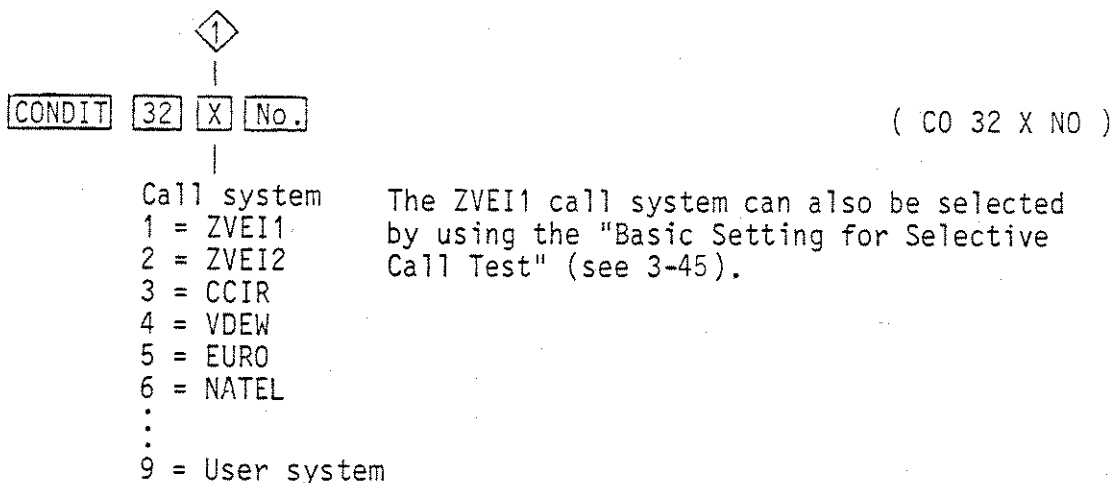 1
CONDIT 32 X No. ( CO 32 X NO )
Call system
1 = ZVEI1
2 = ZVEI2
3 = CCIR
4 = VDEW
5 = EURO
6 = NATEL
.
.
9 = User system
The ZVEI1 call system can also be selected
by using the "Basic Setting for Selective
Call Test" (see 3-45).